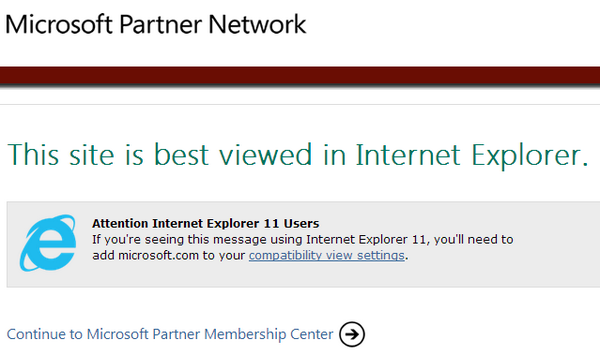 Microsoft Partner Network
This site is best viewed in Internet Explorer.
Attention Internet Explorer 11 Users
If you're seeing this message using Internet Explorer 11, you'll need to
add microsoft.com to your compatibility view settings.
Continue to Microsoft Partner Membership Center